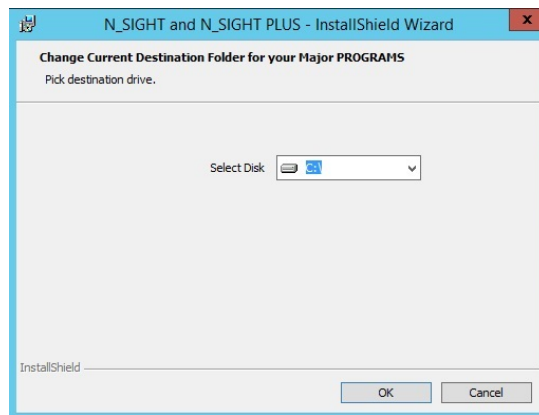 N_SIGHT and N_SIGHT PLUS - InstallShield Wizard
x
Change Current Destination Folder for your Major PROGRAMS
Pick destination drive.
Select Disk C:\
InstallShield
OK Cancel